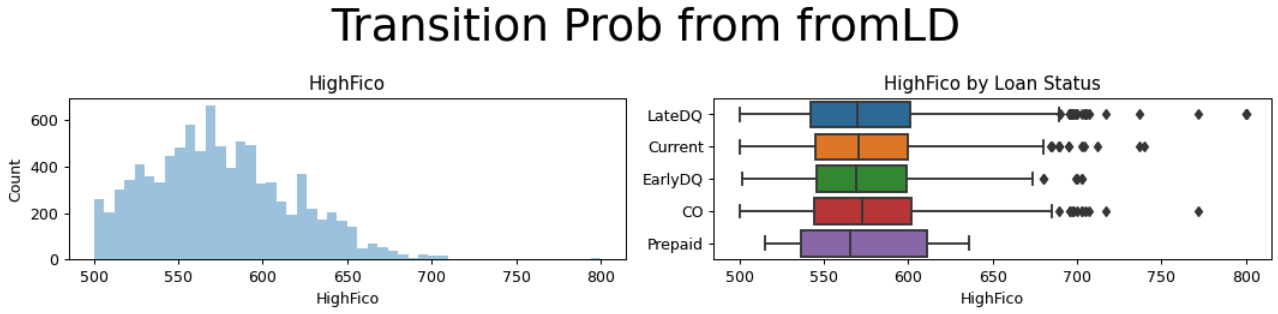 Transition Prob from fromLD
HighFico
Count
600
400
200
0
500 550 600 650 700 750 800
HighFico
HighFico by Loan Status
LateDQ
Current
EarlyDQ
CO
Prepaid
500 550 600 650 700 750 800
HighFico